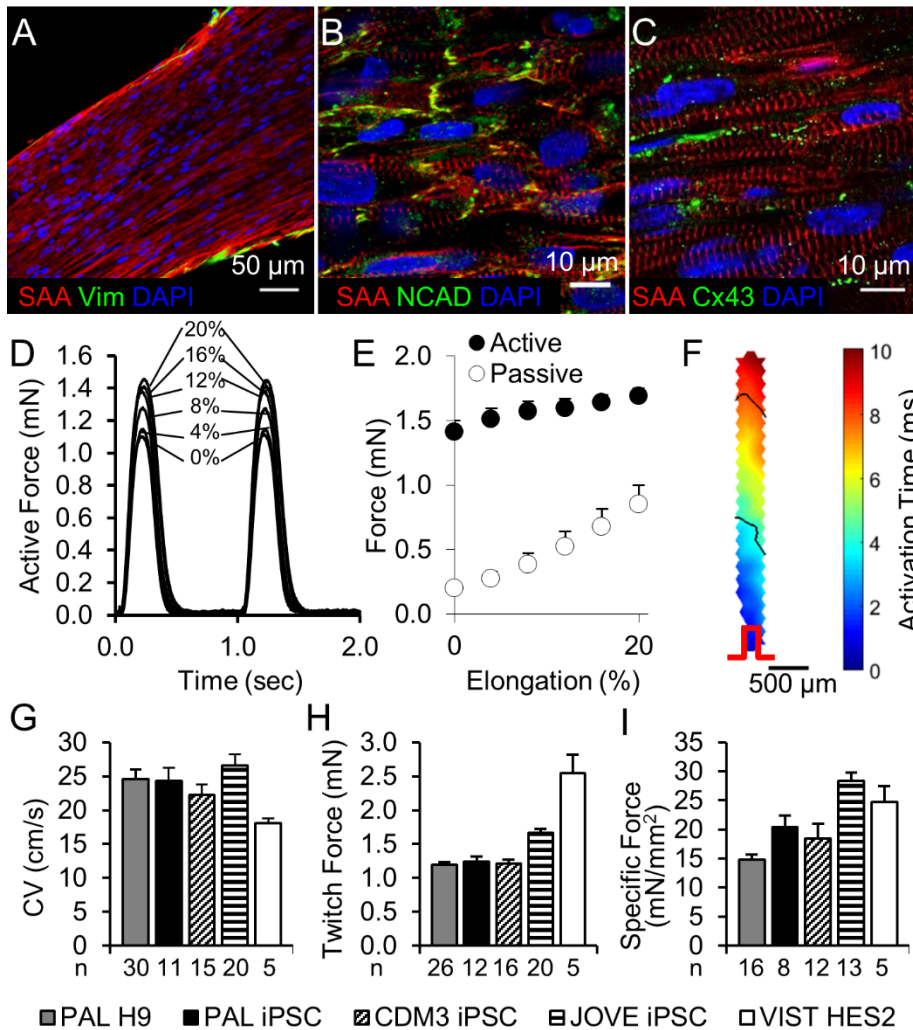 A
50 µm
SAA Vim DAPI
B
10 µm
SAA NCAD DAPI
C
10 µm
SAA Cx43 DAPI
D
Active Force (mN)
1.6
1.4
1.2
1.0
0.8
0.6
0.4
0.2
0.0
20%
16%
12%
8%
4%
0%
0.0 1.0 2.0
Time (sec)
E
Active
Passive
Force (mN)
2.0
1.5
1.0
0.5
0.0
0 20
Elongation (%)
F
500 µm
10
8
6
4
2
0
Activation Time (ms)
G
CV (cm/s)
30
25
20
15
10
5
0
n 30 11 15 20 5
H
Twitch Force (mN)
3.0
2.5
2.0
1.5
1.0
0.5
0.0
n 26 12 16 20 5
I
Specific Force
(mN/mm²)
35
30
25
20
15
10
5
0
n 16 8 12 13 5
PAL H9 PAL iPSC CDM3 iPSC JOVE iPSC VIST HES2